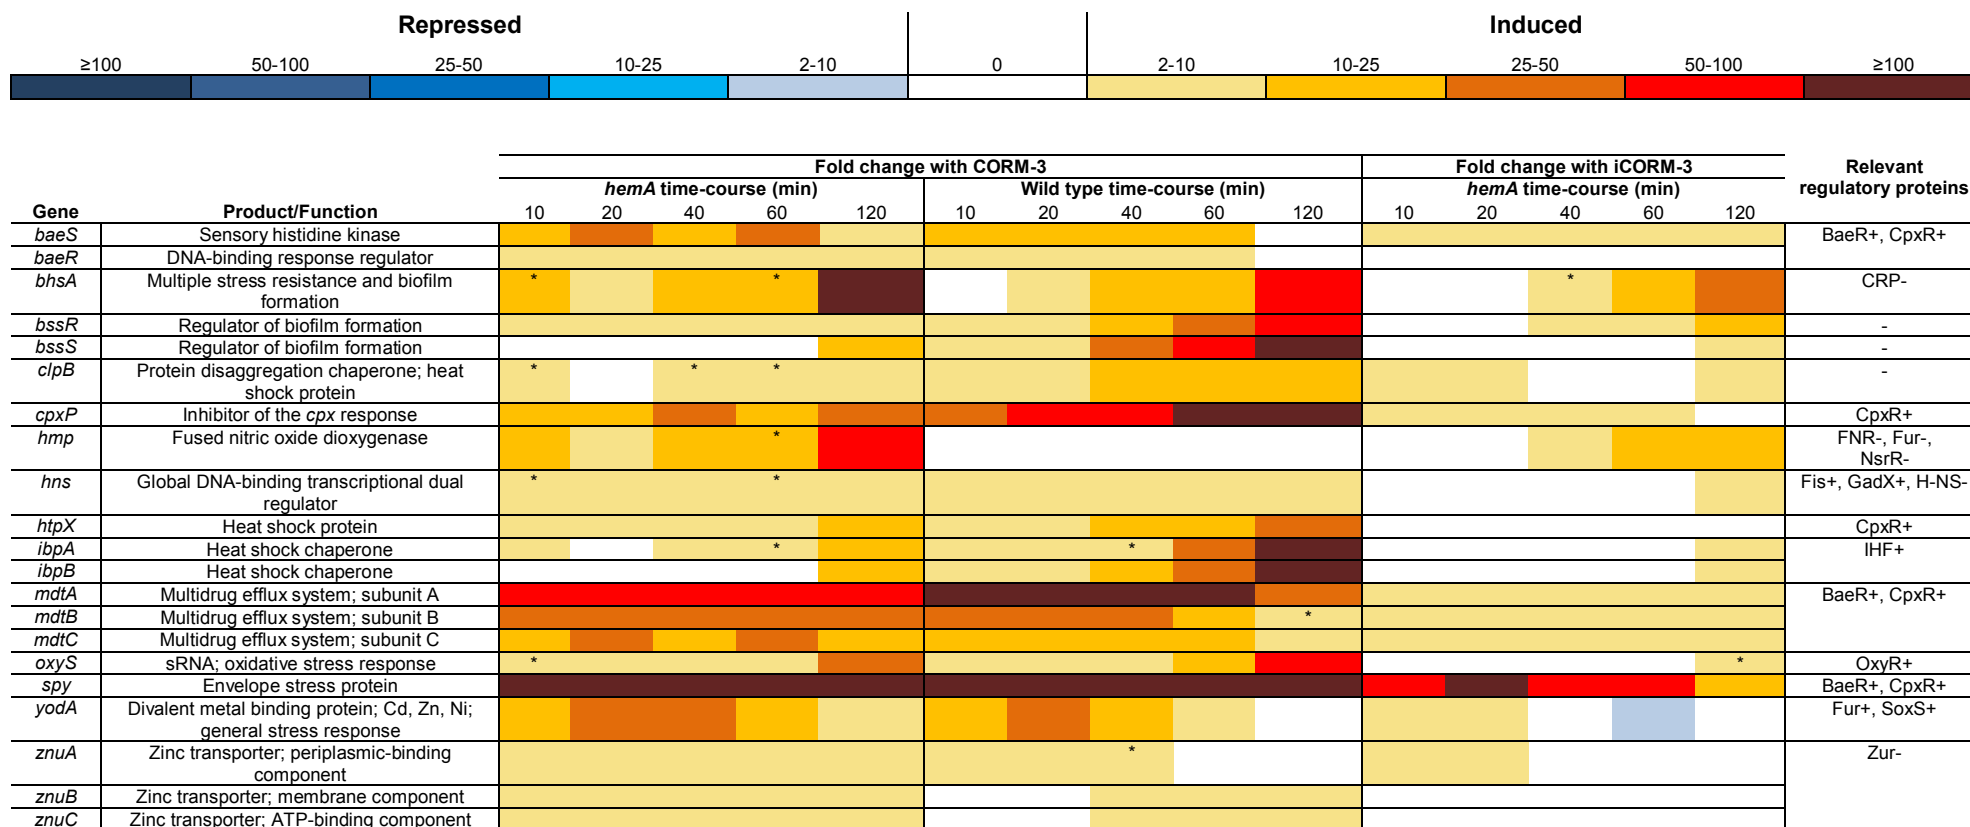 Repressed Induced
≥100 50-100 25-50 10-25 2-10 0 2-10 10-25 25-50 50-100 ≥100
Fold change with CORM-3 Fold change with iCORM-3 Relevant
hemA time-course (min) Wild type time-course (min) hemA time-course (min) regulatory proteins
Gene Product/Function 10 20 40 60 120 10 20 40 60 120 10 20 40 60 120
baeS Sensory histidine kinase BaeR+, CpxR+
baeR DNA-binding response regulator
bhsA Multiple stress resistance and biofilm * * * CRP-
formation
bssR Regulator of biofilm formation -
bssS Regulator of biofilm formation -
clpB Protein disaggregation chaperone; heat * * * -
shock protein
cpxP Inhibitor of the cpx response CpxR+
hmp Fused nitric oxide dioxygenase * FNR-, Fur-,
NsrR-
hns Global DNA-binding transcriptional dual * * Fis+, GadX+, H-NS-
regulator
htpX Heat shock protein CpxR+
ibpA Heat shock chaperone * * IHF+
ibpB Heat shock chaperone
mdtA Multidrug efflux system; subunit A BaeR+, CpxR+
mdtB Multidrug efflux system; subunit B *
mdtC Multidrug efflux system; subunit C
oxyS sRNA; oxidative stress response * * OxyR+
spy Envelope stress protein BaeR+, CpxR+
yodA Divalent metal binding protein; Cd, Zn, Ni; Fur+, SoxS+
general stress response
znuA Zinc transporter; periplasmic-binding * Zur-
component
znuB Zinc transporter; membrane component
znuC Zinc transporter; ATP-binding component